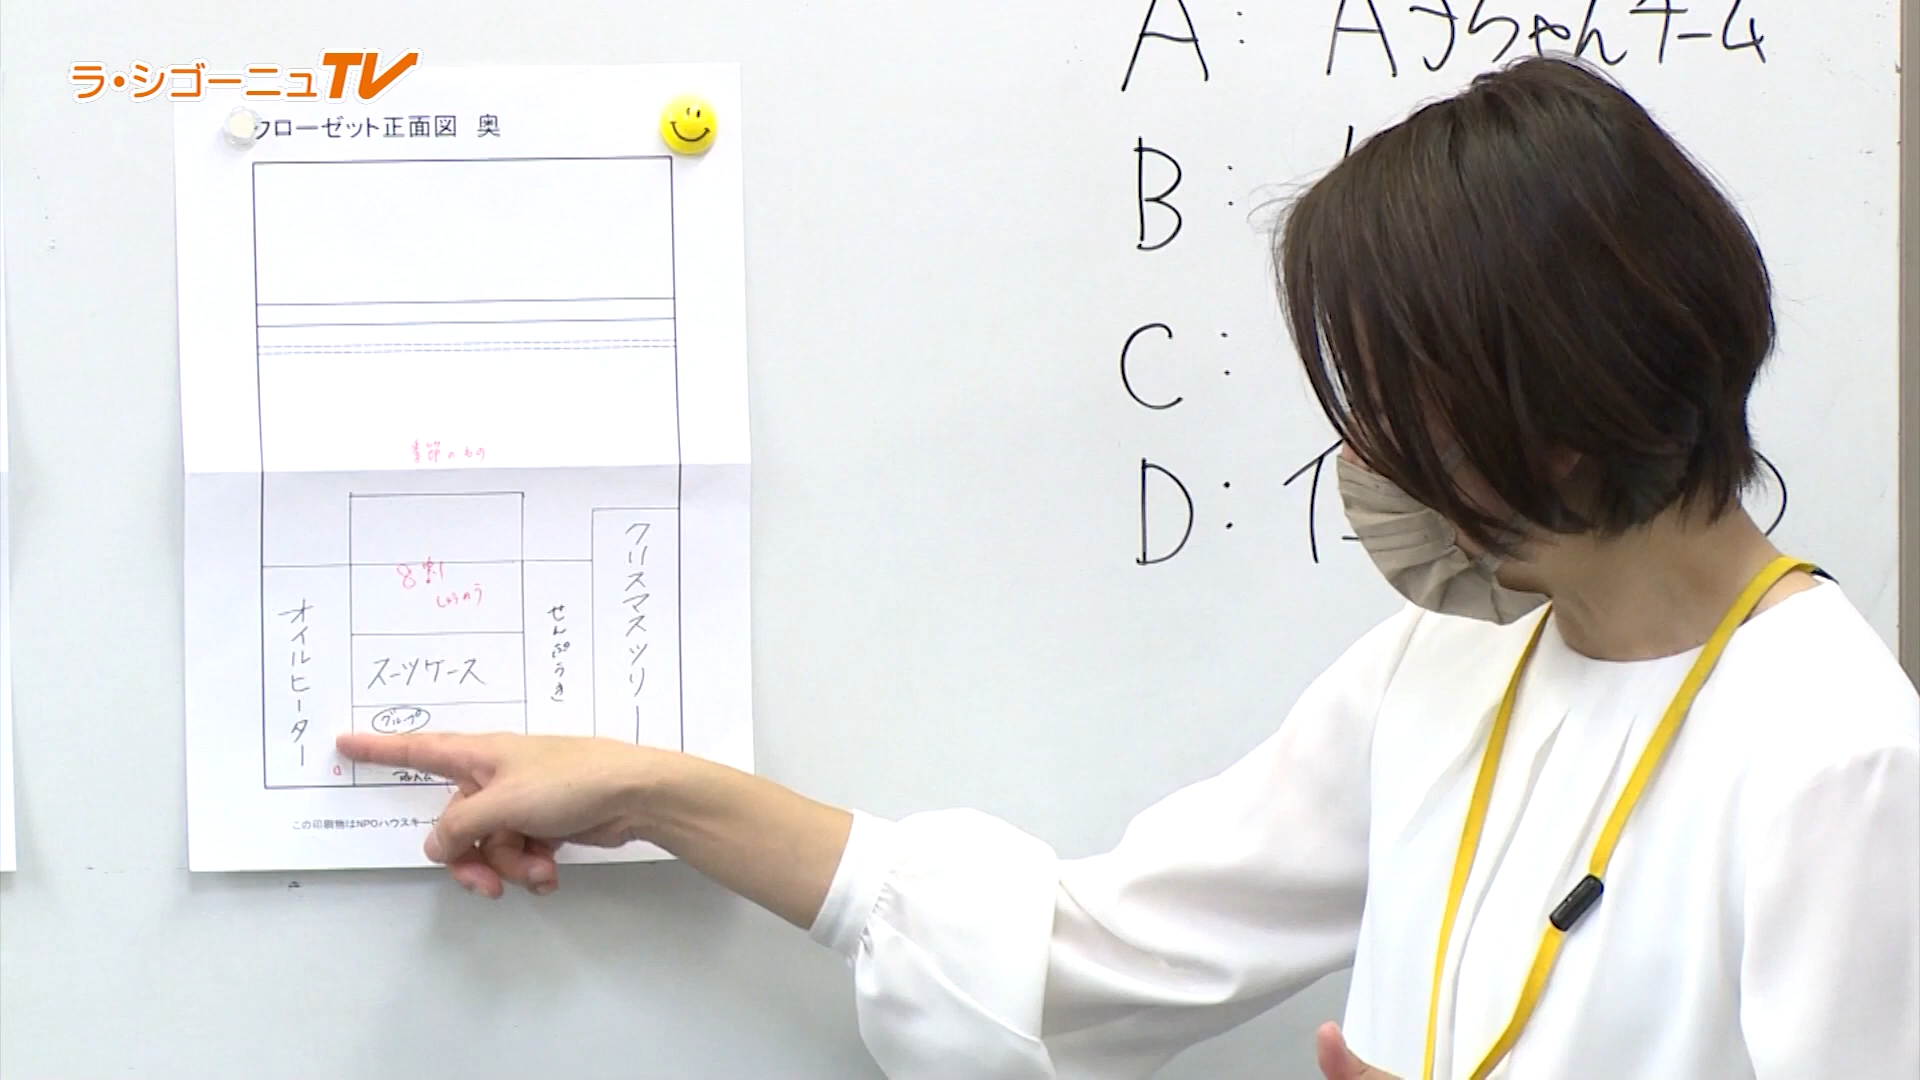 ラ・シゴーニュTV
クローゼット正面図 奥
季節のもの
8割
しゅうのう
オイルヒーター
スーツケース
グループ
せんぷうき
クリスマスツリー
この印刷物はNPOハウスキーピ
A: A子ちゃんチーム
B:
C:
D: